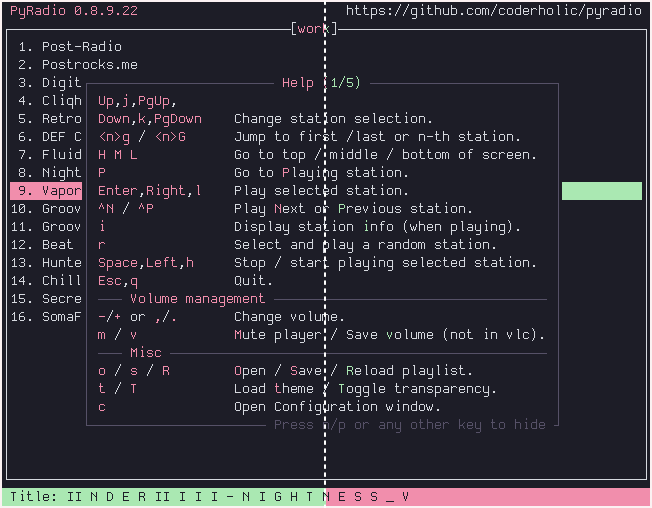 PyRadio 0.8.9.22 https://github.com/coderholic/pyradio
[work]
1. Post-Radio
2. Postrocks.me
3. Digit
Help (1/5)
4. Cliqh Up,j,PgUp,
5. Retro Down,k,PgDown Change station selection.
6. DEF C <n>g / <n>G Jump to first /last or n-th station.
7. Fluid H M L Go to top / middle / bottom of screen.
8. Night P Go to Playing station.
9. Vapor Enter,Right,l Play selected station.
10. Groov ^N / ^P Play Next or Previous station.
11. Groov i Display station info (when playing).
12. Beat r Select and play a random station.
13. Hunte Space,Left,h Stop / start playing selected station.
14. Chill Esc,q Quit.
15. Secre Volume management
16. SomaF -/+ or ,/. Change volume.
m / v Mute player / Save volume (not in vlc).
Misc
o / s / R Open / Save / Reload playlist.
t / T Load theme / Toggle transparency.
c Open Configuration window.
Press n/p or any other key to hide
Title: II N D E R II I I I - N I G H T N E S S _ V